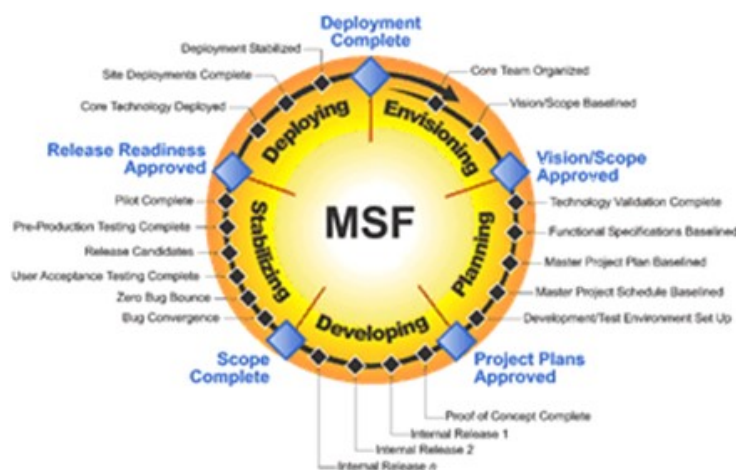 Deployment
Complete
Deployment Stabilized
Core Team Organized
Site Deployments Complete
Vision/Scope Baselined
Core Technology Deployed
Deploying
Envisioning
Release Readiness
Approved
Vision/Scope
Approved
Pilot Complete
Technology Validation Complete
Pre-Production Testing Complete
Functional Specifications Baselined
MSF
Release Candidates
Master Project Plan Baselined
Stabilizing
Planning
User Acceptance Testing Complete
Master Project Schedule Baselined
Zero Bug Bounce
Bug Convergence
Development/Test Environment Set Up
Developing
Scope
Complete
Project Plans
Approved
Proof of Concept Complete
Internal Release 1
Internal Release 2
Internal Release n